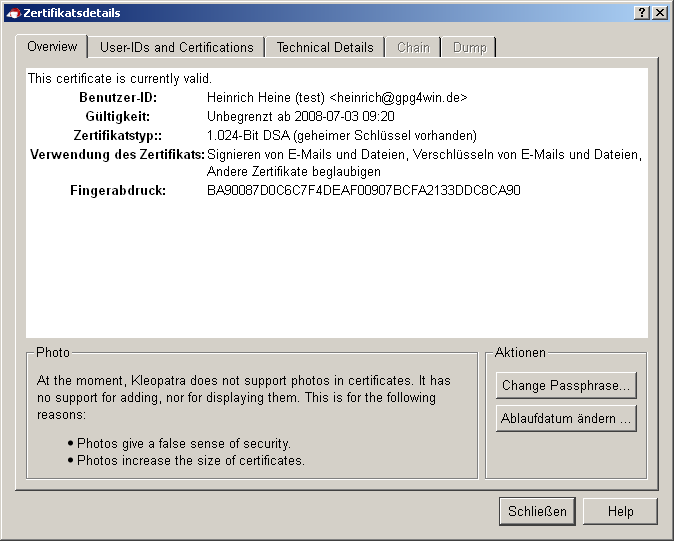 Zertifikatsdetails
Overview
User-IDs and Certifications
Technical Details
Chain
Dump
This certificate is currently valid.
Benutzer-ID: Heinrich Heine (test) <heinrich@gpg4win.de>
Gültigkeit: Unbegrenzt ab 2008-07-03 09:20
Zertifikatstyp:: 1.024-Bit DSA (geheimer Schlüssel vorhanden)
Verwendung des Zertifikats: Signieren von E-Mails und Dateien, Verschlüsseln von E-Mails und Dateien,
Andere Zertifikate beglaubigen
Fingerabdruck: BA90087D0C6C7F4DEAF00907BCFA2133DDC8CA90
Photo
At the moment, Kleopatra does not support photos in certificates. It has
no support for adding, nor for displaying them. This is for the following
reasons:
• Photos give a false sense of security.
• Photos increase the size of certificates.
Aktionen
Change Passphrase...
Ablaufdatum ändern ...
Schließen
Help